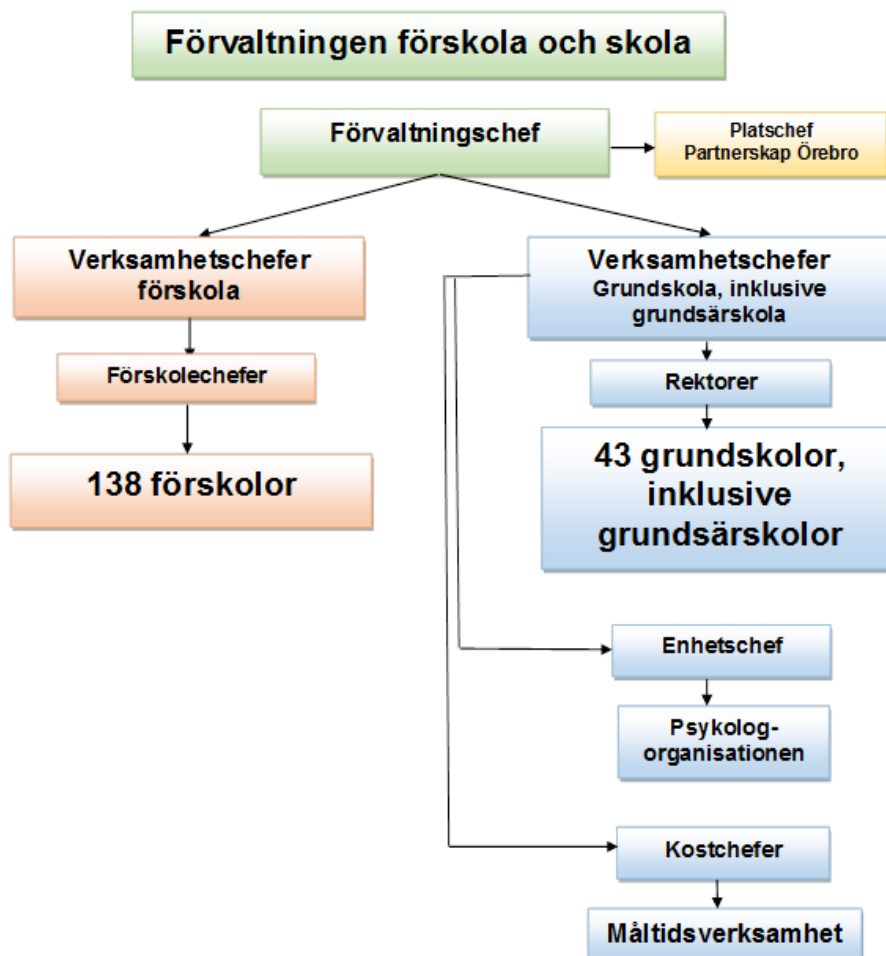 Förvaltningen förskola och skola
Förvaltningschef
Platschef
Partnerskap Örebro
Verksamhetschefer
förskola
Verksamhetschefer
Grundskola, inklusive
grundsärskola
Förskolechefer
Rektorer
138 förskolor
43 grundskolor,
inklusive
grundsärskolor
Enhetschef
Psykolog-
organisationen
Kostchefer
Måltidsverksamhet